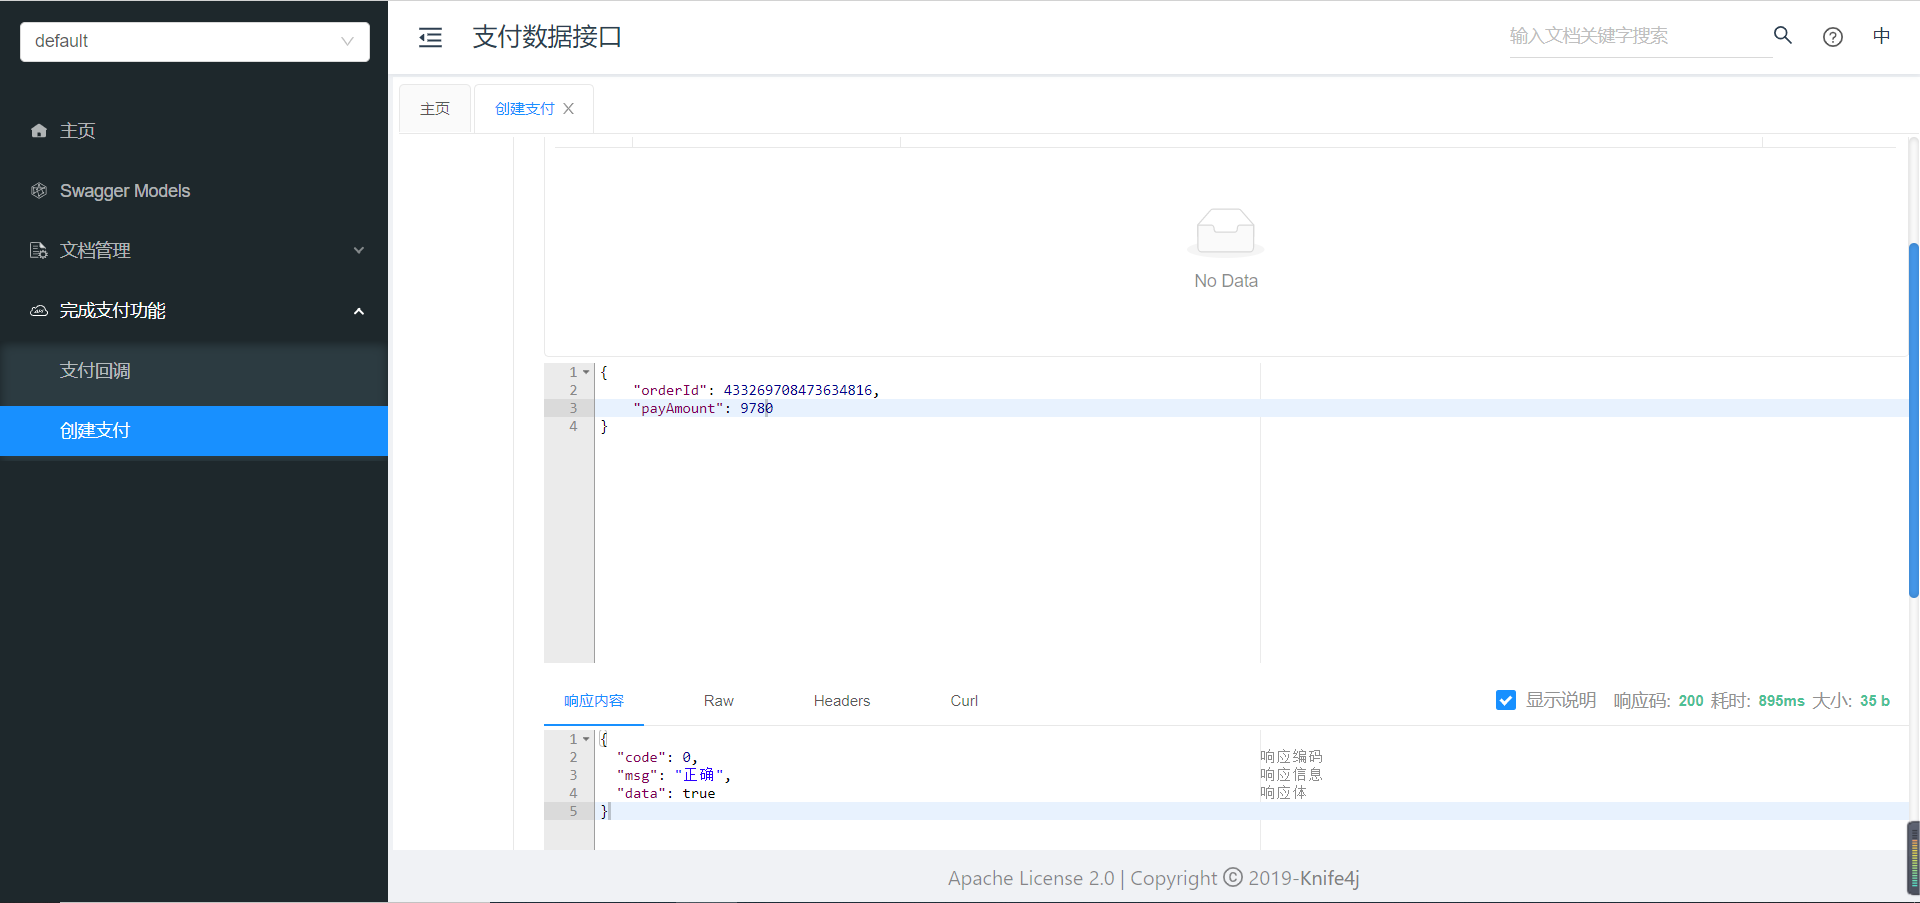 default
主页
Swagger Models
文档管理
完成支付功能
支付回调
创建支付
支付数据接口
输入文档关键字搜索
中
主页
创建支付
No Data
1 {
2 "orderId": 433269708473634816,
3 "payAmount": 9780
4 }
响应内容 Raw Headers Curl
显示说明 响应码: 200 耗时: 895ms 大小: 35 b
1 {
2 "code": 0, 响应编码
3 "msg": "正确", 响应信息
4 "data": true 响应体
5 }
Apache License 2.0 | Copyright © 2019-Knife4j